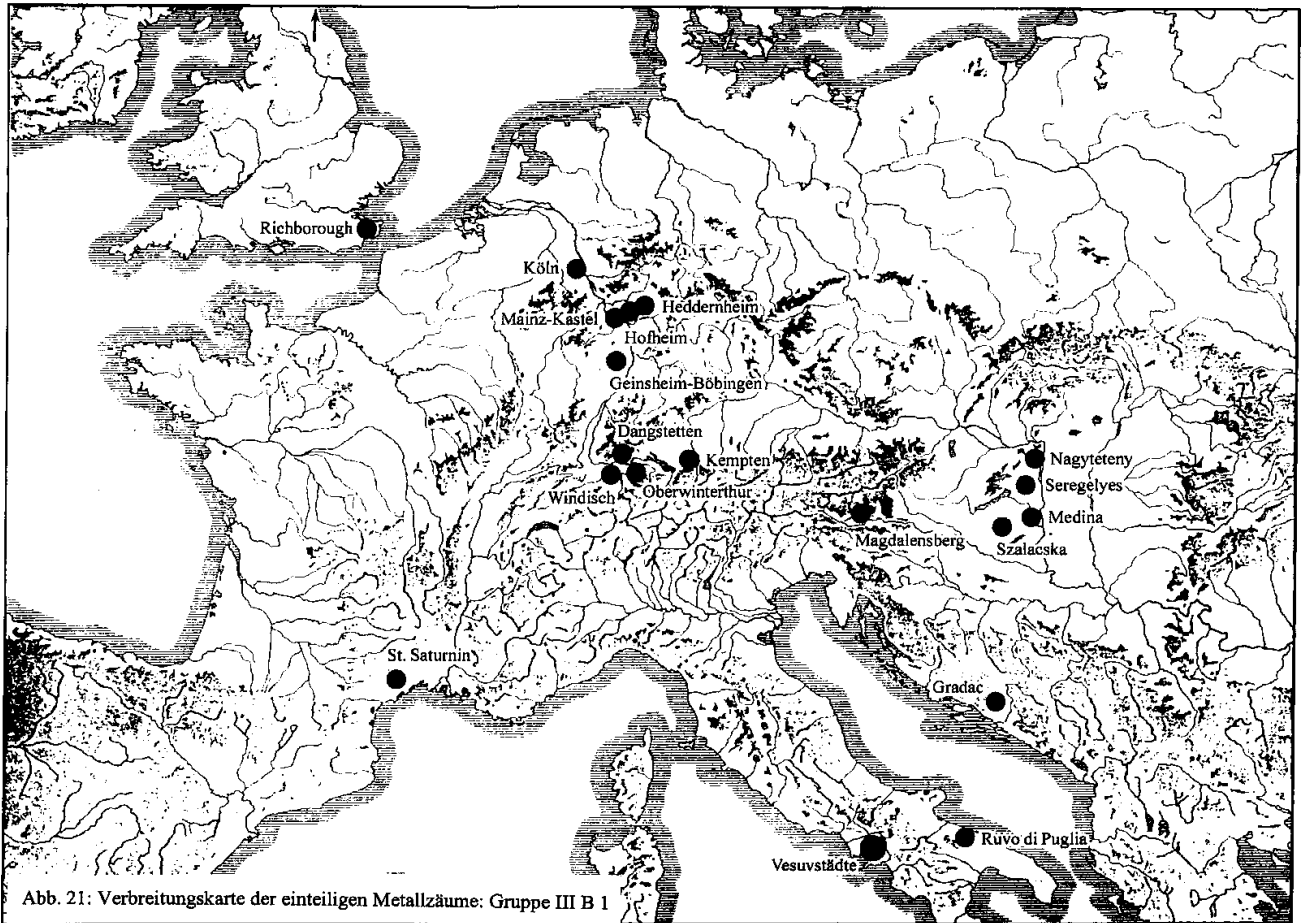 Richborough
Köln
Heddernheim
Mainz-Kastel
Hofheim
Geinsheim-Böbingen
Dangstetten
Kempten
Nagyteteny
Windisch
Oberwinterthur
Seregelyes
Magdalensberg
Medina
Szalacska
St. Saturnin
Gradac
Ruvo di Puglia
Vesuvstädte
Abb. 21: Verbreitungskarte der einteiligen Metallzäume: Gruppe III B 1